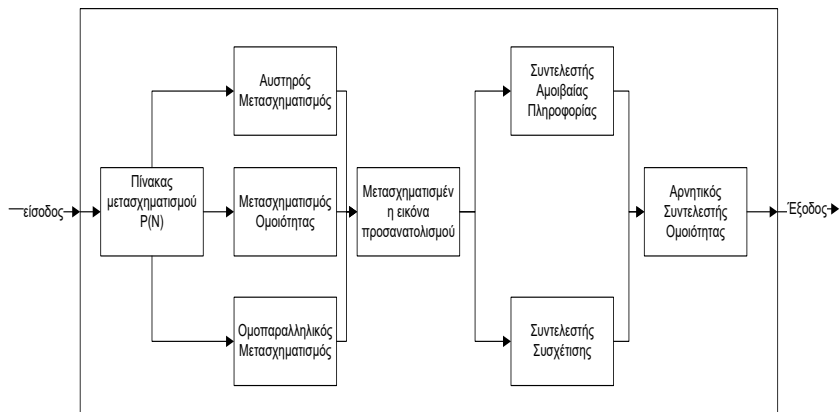 είσοδος
Πίνακας
μετασχηματισμού
P(N)
Αυστηρός
Μετασχηματισμός
Μετασχηματισμός
Ομοιότητας
Ομοπαραλληλικός
Μετασχηματισμός
Μετασχηματισμέν
η εικόνα
προσανατολισμού
Συντελεστής
Αμοιβαίας
Πληροφορίας
Συντελεστής
Συσχέτισης
Αρνητικός
Συντελεστής
Ομοιότητας
Έξοδος